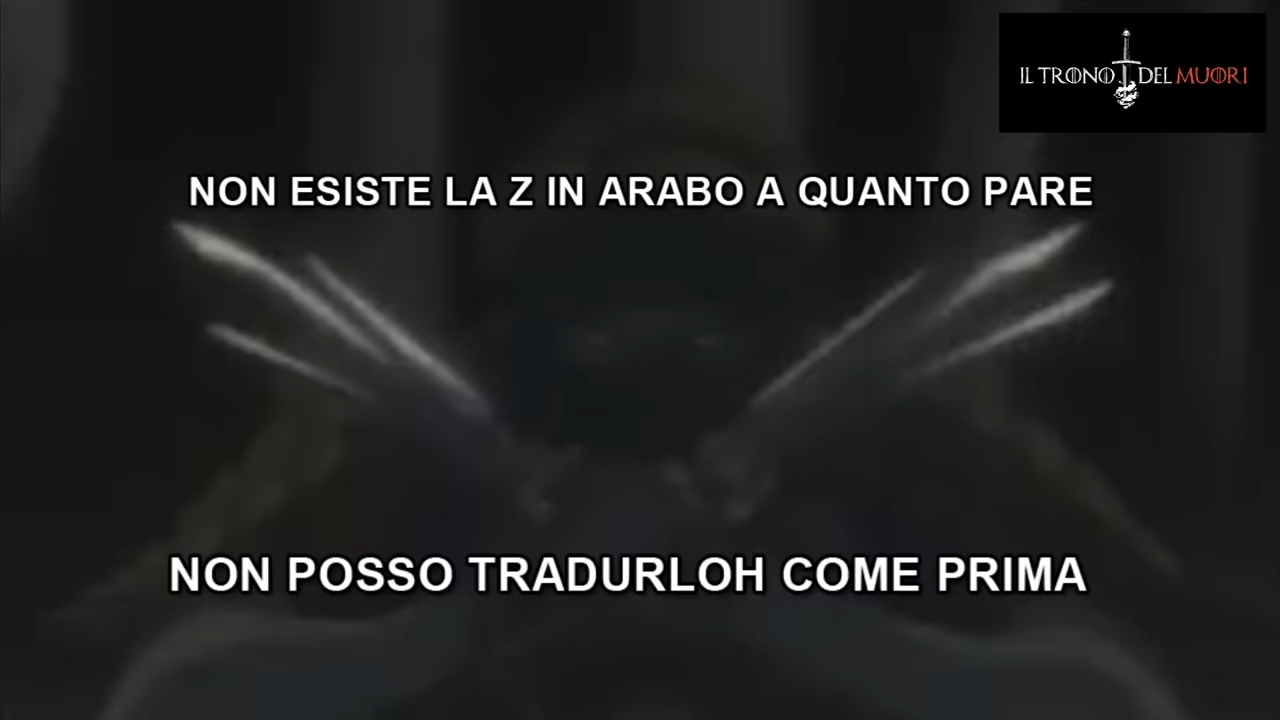 IL TRONO DEL MUORI
NON ESISTE LA Z IN ARABO A QUANTO PARE
NON POSSO TRADURLOH COME PRIMA